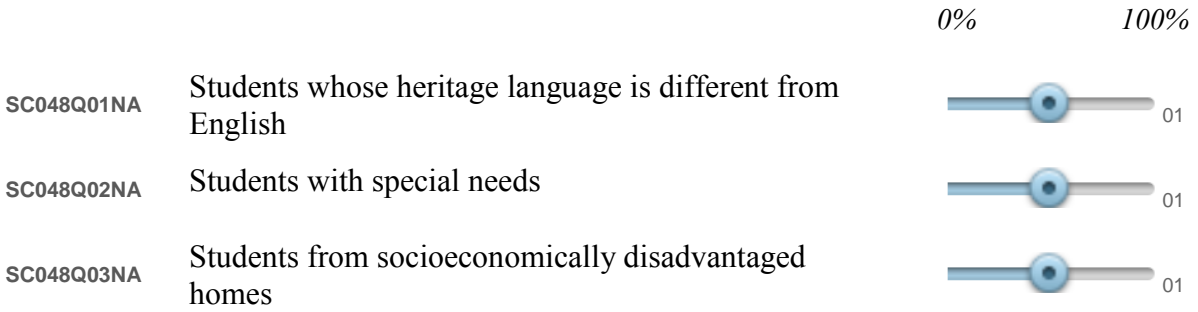 0% 100%
SC048Q01NA Students whose heritage language is different from
English 01
SC048Q02NA Students with special needs 01
SC048Q03NA Students from socioeconomically disadvantaged
homes 01